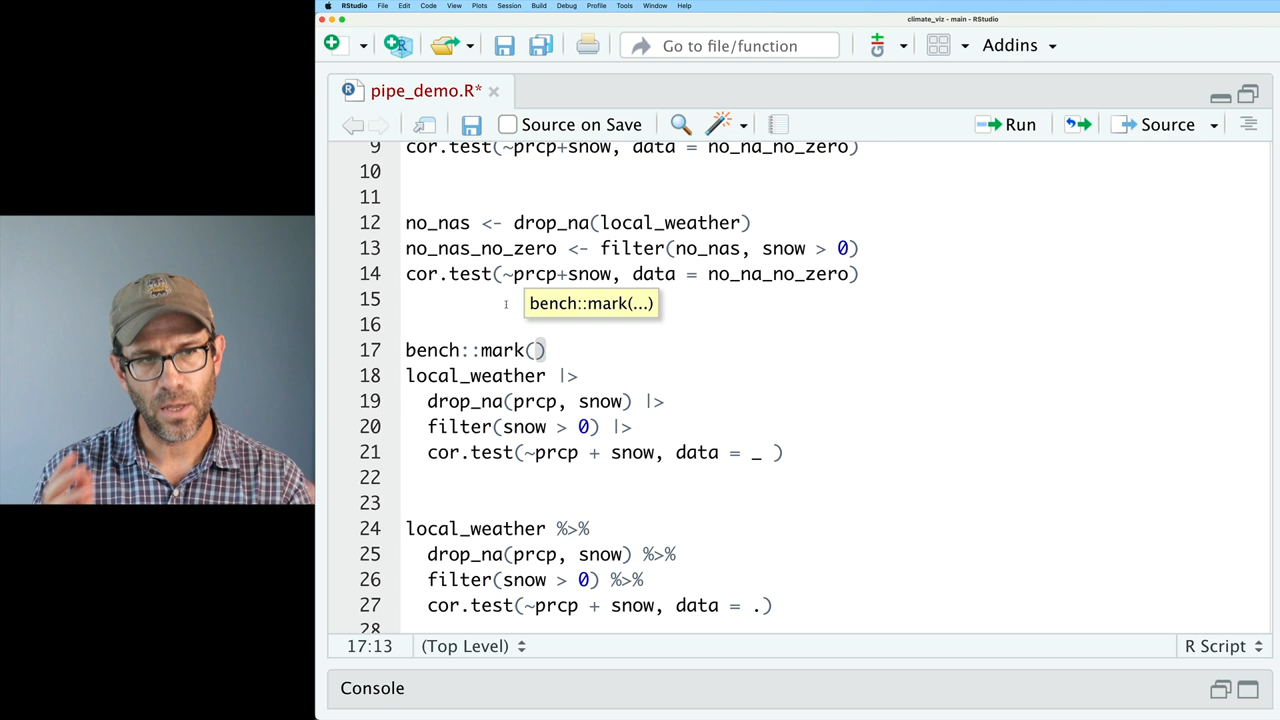 RStudio File Edit Code View Plots Session Build Debug Profile Tools Window Help
climate_viz - main - RStudio
Go to file/function Addins
pipe_demo.R*
Source on Save Run Source
9 cor.test(~prcp+snow, data = no_na_no_zero)
10
11
12 no_nas <- drop_na(local_weather)
13 no_nas_no_zero <- filter(no_nas, snow > 0)
14 cor.test(~prcp+snow, data = no_na_no_zero)
15 bench::mark(...)
16
17 bench::mark()
18 local_weather |>
19 drop_na(prcp, snow) |>
20 filter(snow > 0) |>
21 cor.test(~prcp + snow, data = _ )
22
23
24 local_weather %>%
25 drop_na(prcp, snow) %>%
26 filter(snow > 0) %>%
27 cor.test(~prcp + snow, data = .)
28
17:13 (Top Level) R Script
Console